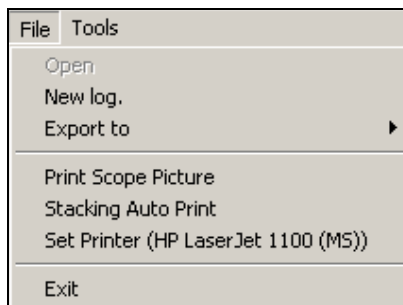 File Tools
Open
New log.
Export to
Print Scope Picture
Stacking Auto Print
Set Printer (HP LaserJet 1100 (MS))
Exit